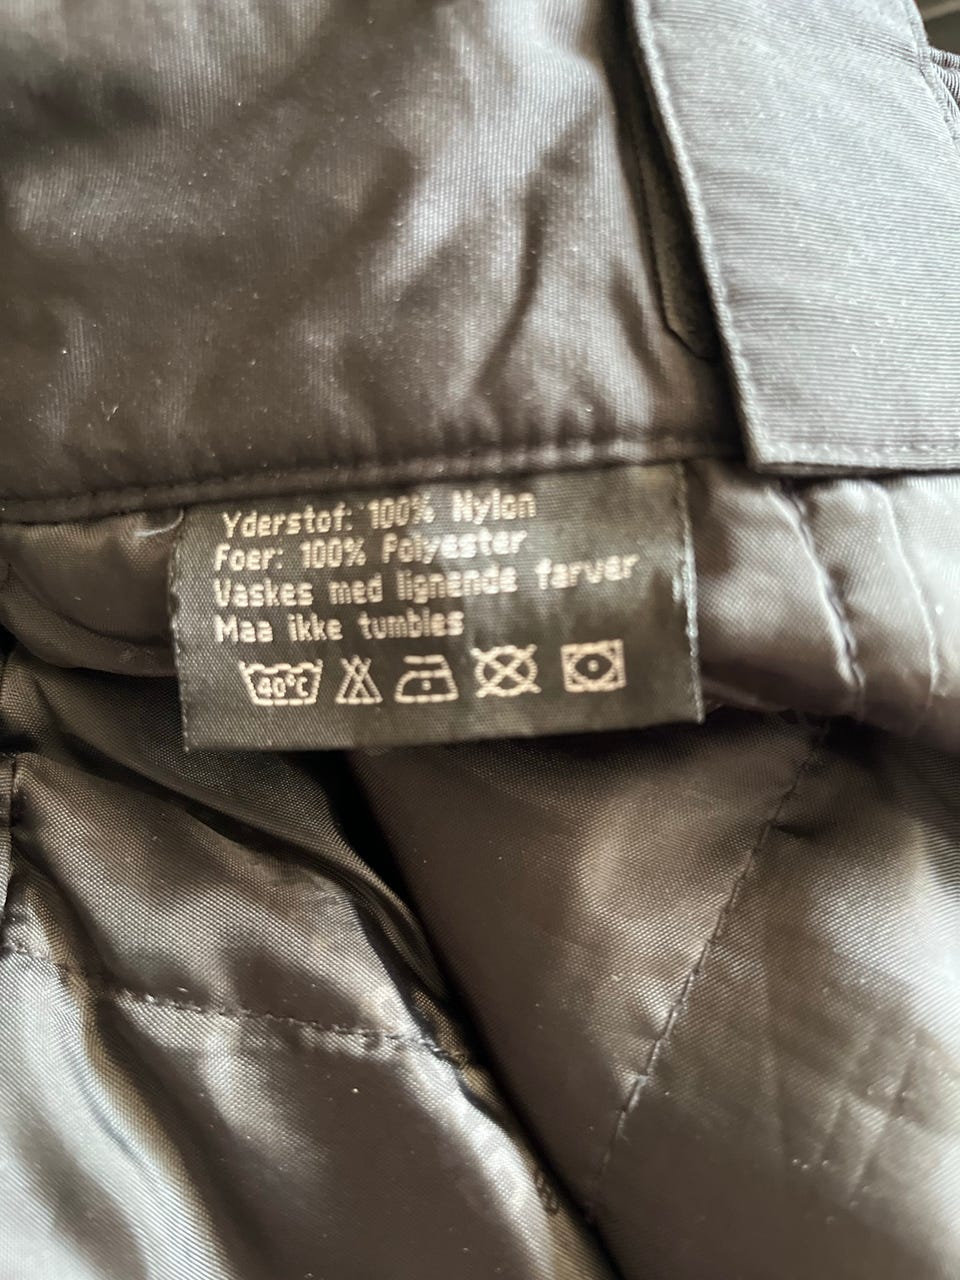 Yderstof: 100% Nylon
Foer: 100% Polyester
Vaskes med lignende farver
Maa ikke tumbles
40°C